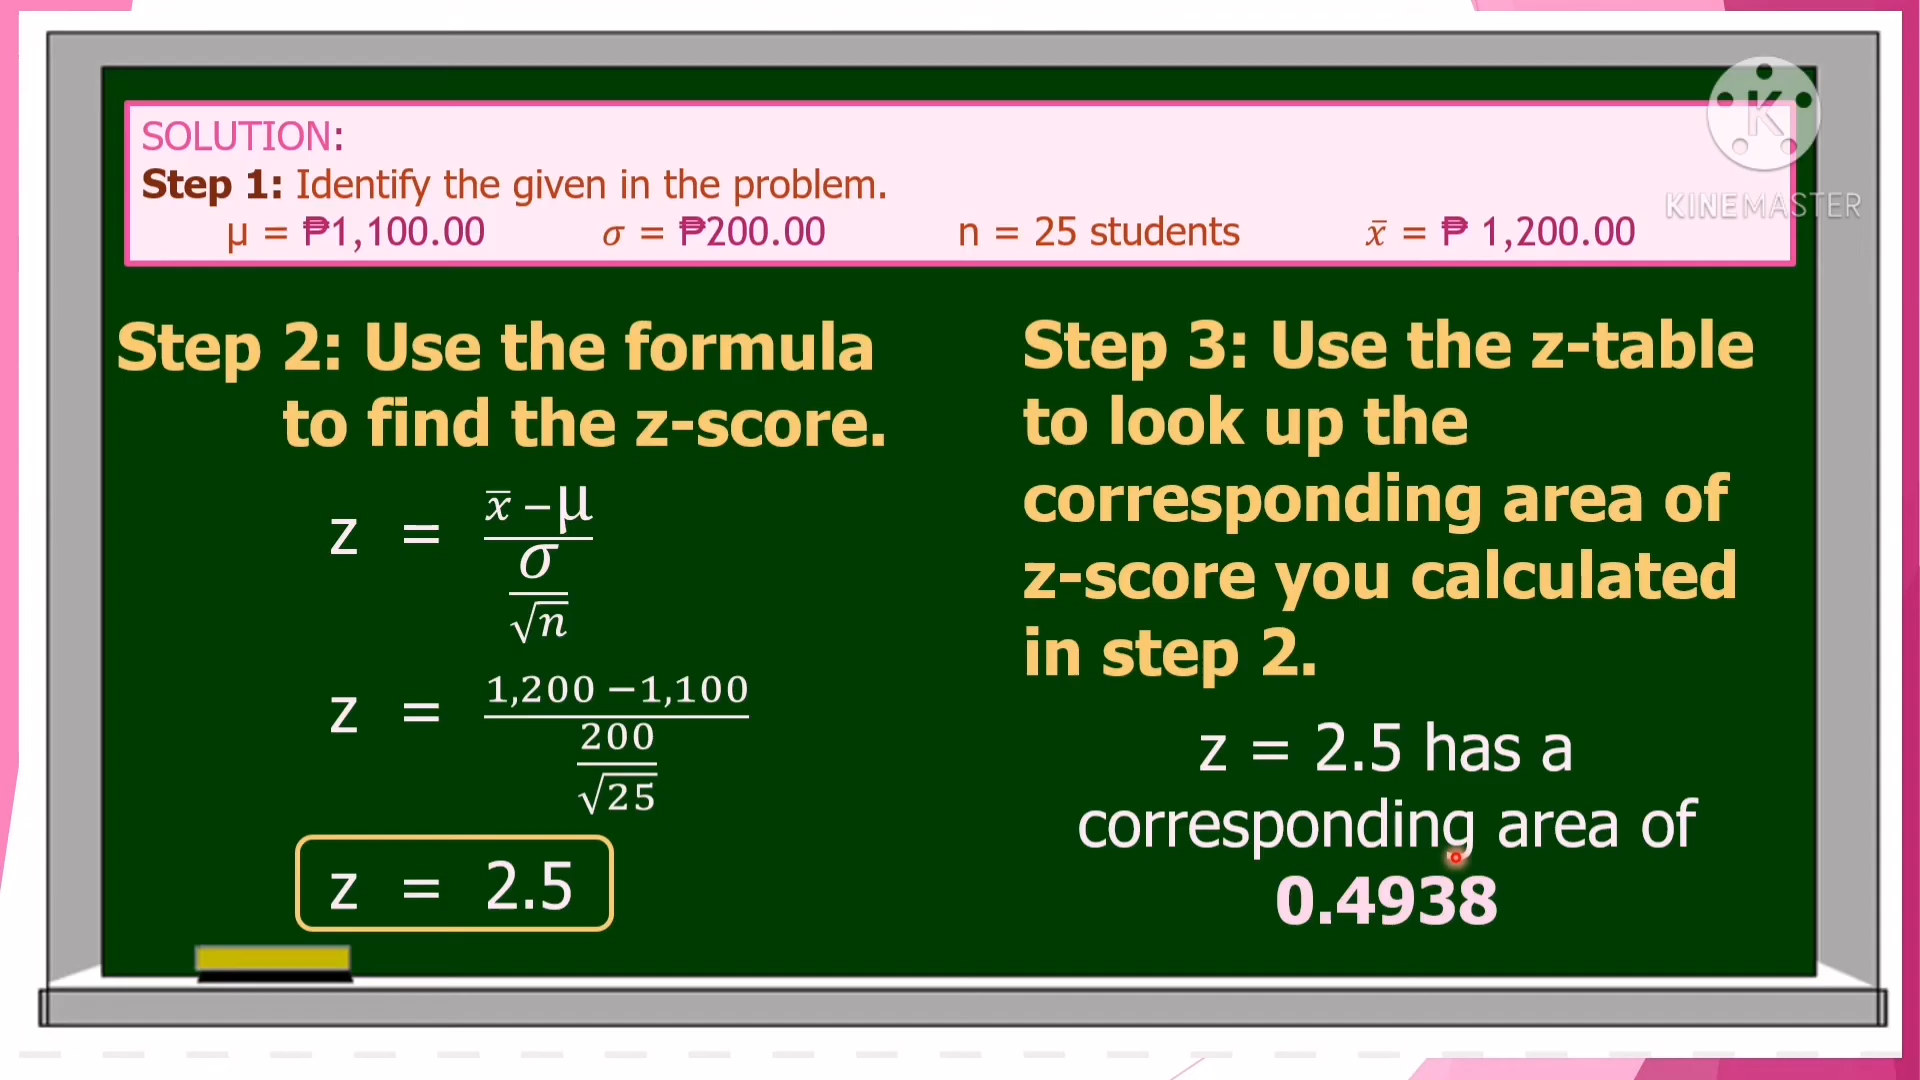 SOLUTION:
Step 1: Identify the given in the problem.
μ = ₱1,100.00 σ = ₱200.00 n = 25 students x̄ = ₱ 1,200.00
Step 2: Use the formula
to find the z-score.
z = (x̄ − μ) / (σ / √n)
z = (1,200 − 1,100) / (200 / √25)
z = 2.5
Step 3: Use the z-table
to look up the
corresponding area of
z-score you calculated
in step 2.
z = 2.5 has a
corresponding area of
0.4938
K
KINEMASTER